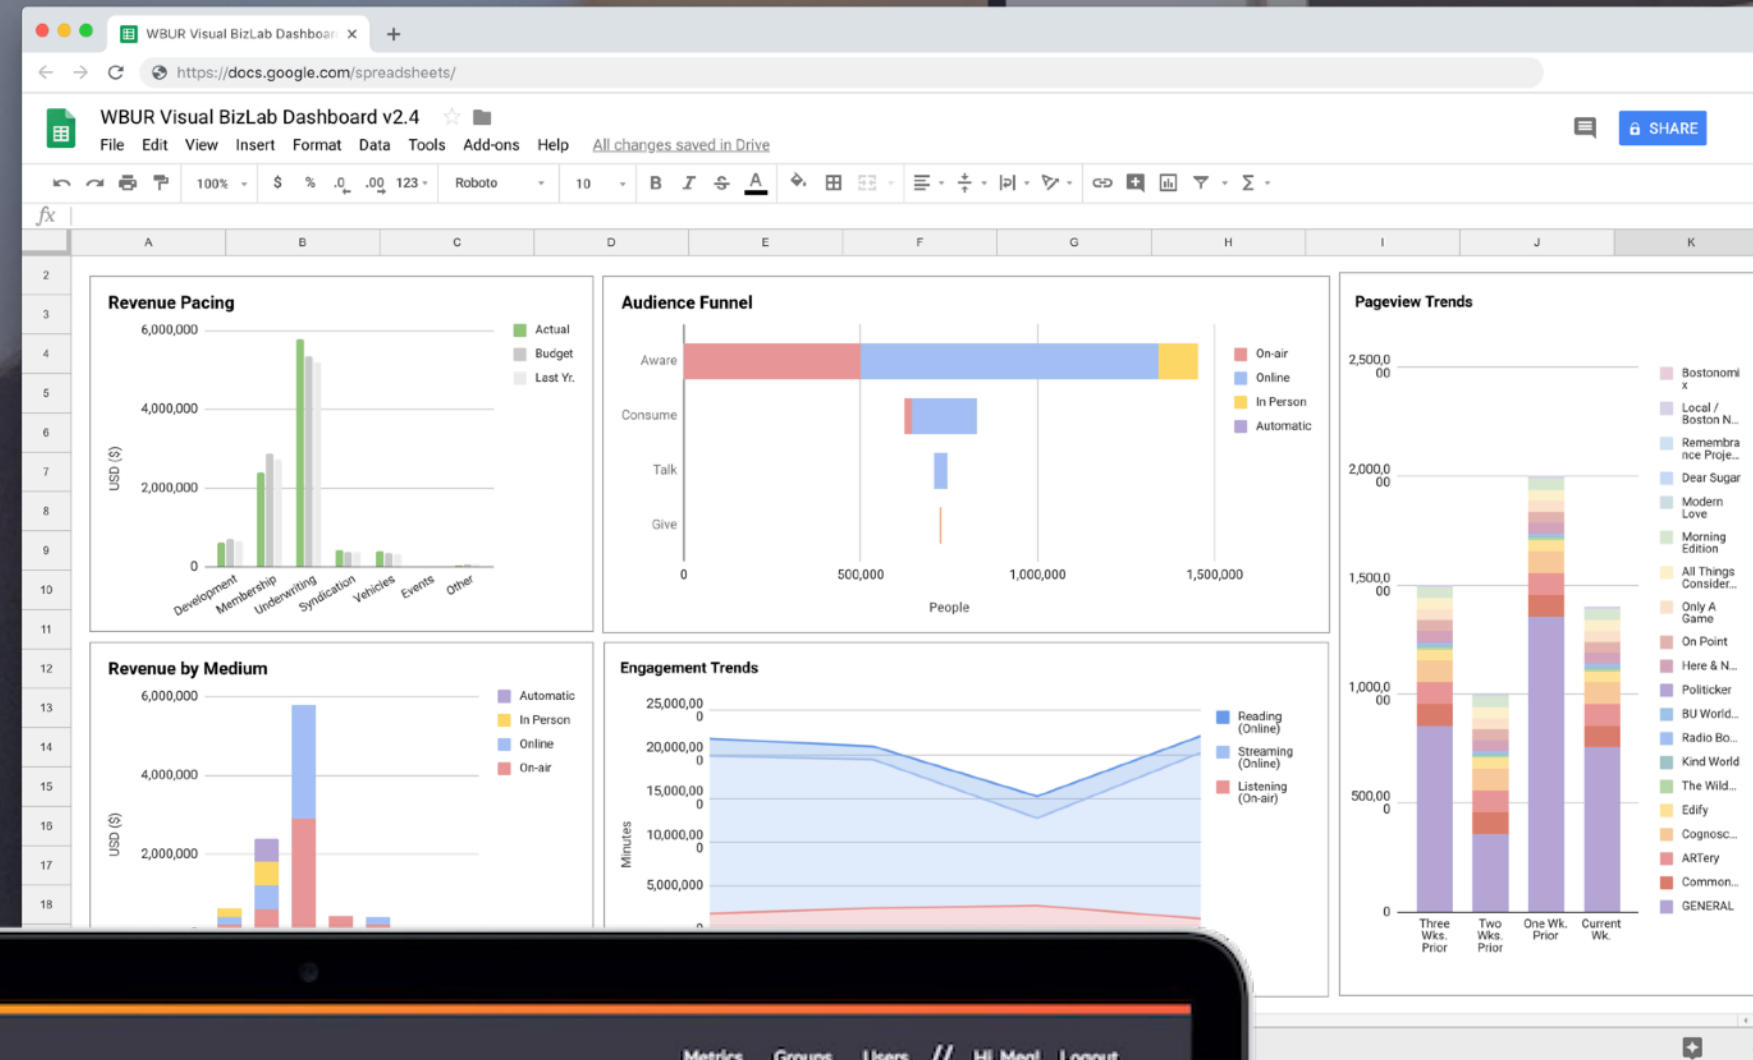 WBUR Visual BizLab Dashboar
https://docs.google.com/spreadsheets/
WBUR Visual BizLab Dashboard v2.4
File Edit View Insert Format Data Tools Add-ons Help All changes saved in Drive
SHARE
100% $ % .0 .00 123 Roboto 10 B I S A
fx
A B C D E F G H I J K
2
3
4
5
6
7
8
9
10
11
12
13
14
15
16
17
18
Revenue Pacing
6,000,000
4,000,000
2,000,000
0
USD ($)
Development Membership Underwriting Syndication Vehicles Events Other
Actual
Budget
Last Yr.
Audience Funnel
Aware
Consume
Talk
Give
0 500,000 1,000,000 1,500,000
People
On-air
Online
In Person
Automatic
Pageview Trends
2,500,0
00
2,000,0
00
1,500,0
00
1,000,0
00
500,00
0
0
Three
Wks.
Prior
Two
Wks.
Prior
One Wk.
Prior
Current
Wk.
Bostonomi
x
Local /
Boston N...
Remembra
nce Proje...
Dear Sugar
Modern
Love
Morning
Edition
All Things
Consider...
Only A
Game
On Point
Here & N...
Politicker
BU World...
Radio Bo...
Kind World
The Wild...
Edify
Cognosc...
ARTery
Common...
GENERAL
Revenue by Medium
6,000,000
4,000,000
2,000,000
USD ($)
Automatic
In Person
Online
On-air
Engagement Trends
25,000,00
0
20,000,00
0
15,000,00
0
10,000,00
0
5,000,000
Minutes
Reading
(Online)
Streaming
(Online)
Listening
(On-air)
Metrics Groups Users // Hi Meg! Logout